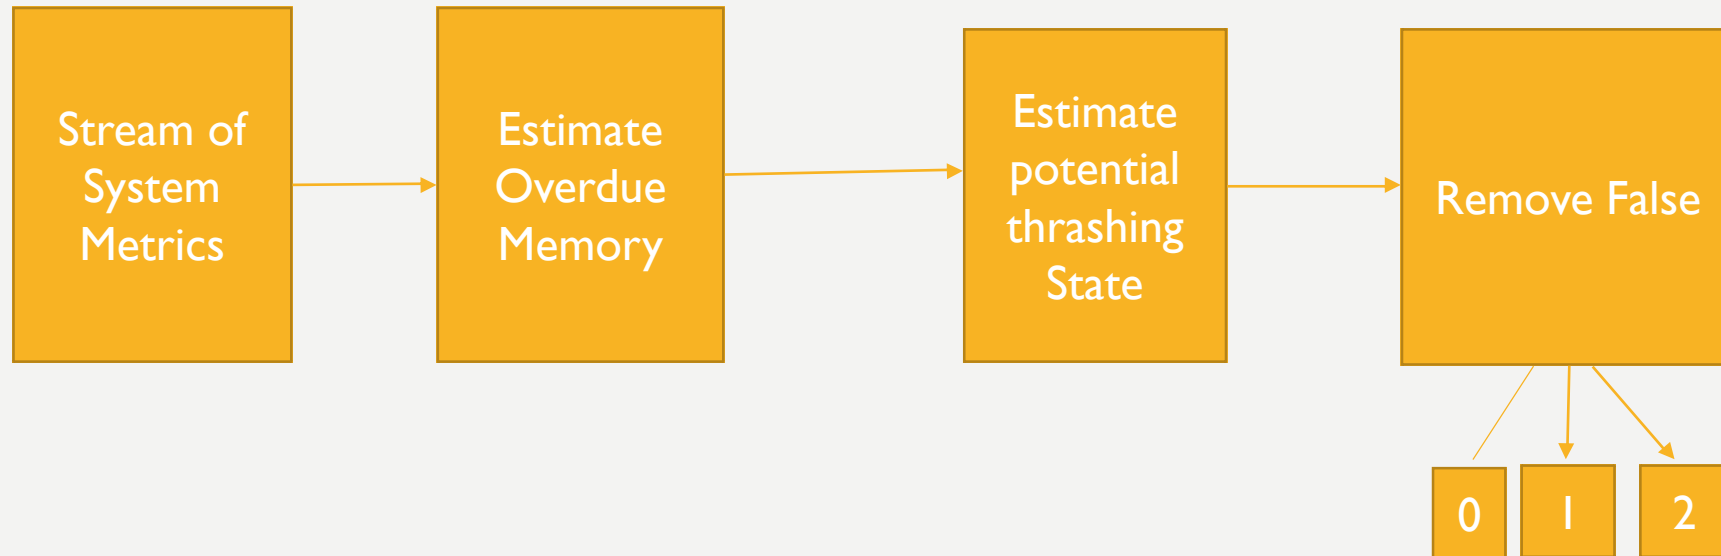 Stream of
System
Metrics
Estimate
Overdue
Memory
Estimate
potential
thrashing
State
Remove False
0
1
2